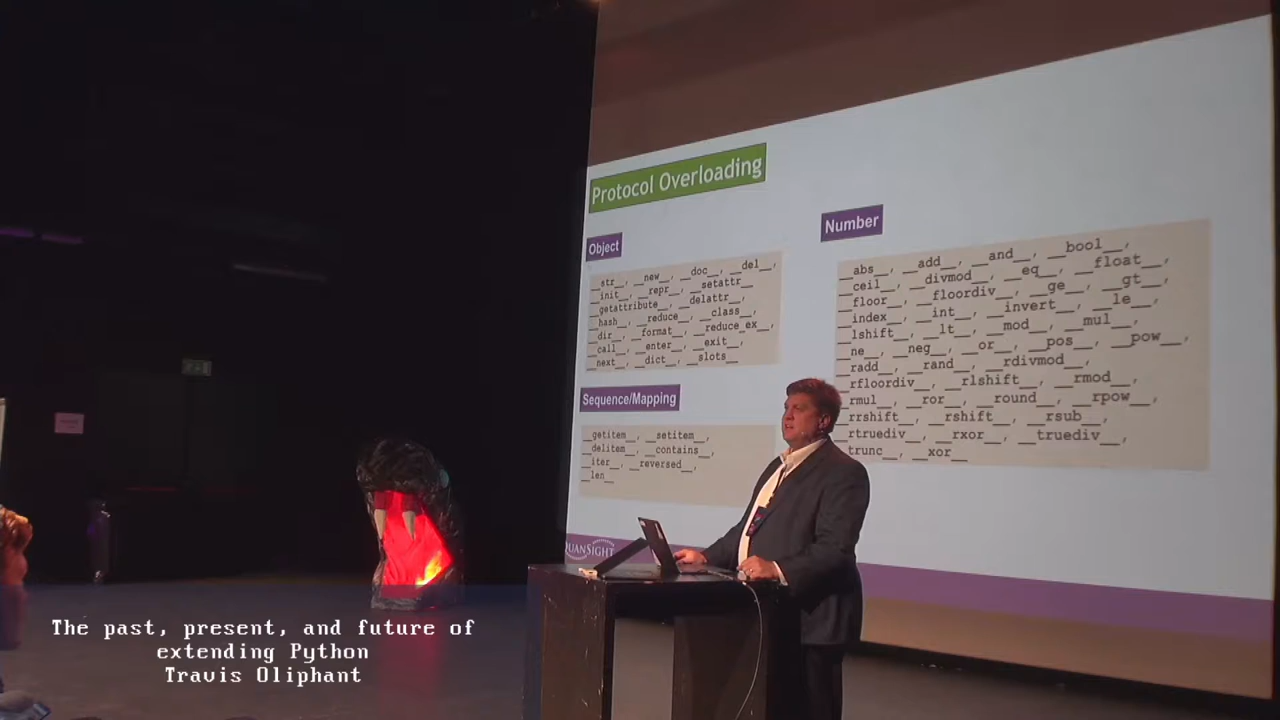 Protocol Overloading
Object
__str__, __new__, __doc__, __del__,
__init__, __repr__, __setattr__
__getattribute__, __delattr__,
__hash__, __reduce__, __class__,
__dir__, __format__, __reduce_ex__,
__call__, __enter__, __exit__,
__next__, __dict__, __slots__
Sequence/Mapping
__getitem__, __setitem__,
__delitem__, __contains__,
__iter__, __reversed__,
__len__
Number
__abs__, __add__, __and__, __bool__,
__ceil__, __divmod__, __eq__, __float__,
__floor__, __floordiv__, __ge__, __gt__,
__index__, __int__, __invert__, __le__,
__lshift__, __lt__, __mod__, __mul__,
__ne__, __neg__, __or__, __pos__, __pow__,
__radd__, __rand__, __rdivmod__,
__rfloordiv__, __rlshift__, __rmod__,
__rmul__, __ror__, __round__, __rpow__,
__rrshift__, __rshift__, __rsub__,
__rtruediv__, __rxor__, __truediv__,
__trunc__, __xor__
QUANSIGHT
The past, present, and future of
extending Python
Travis Oliphant